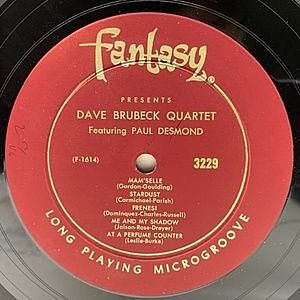 Fantasy
PRESENTS
DAVE BRUBECK QUARTET
Featuring PAUL DESMOND
(F-1614)
3229
MAM'SELLE
(Gordon-Goulding)
STARDUST
(Carmichael-Parish)
FRENESI
(Dominquez-Charles-Russell)
ME AND MY SHADOW
(Jolson-Rose-Dreyer)
AT A PERFUME COUNTER
(Leslie-Burke)
LONG PLAYING MICROGROOVE